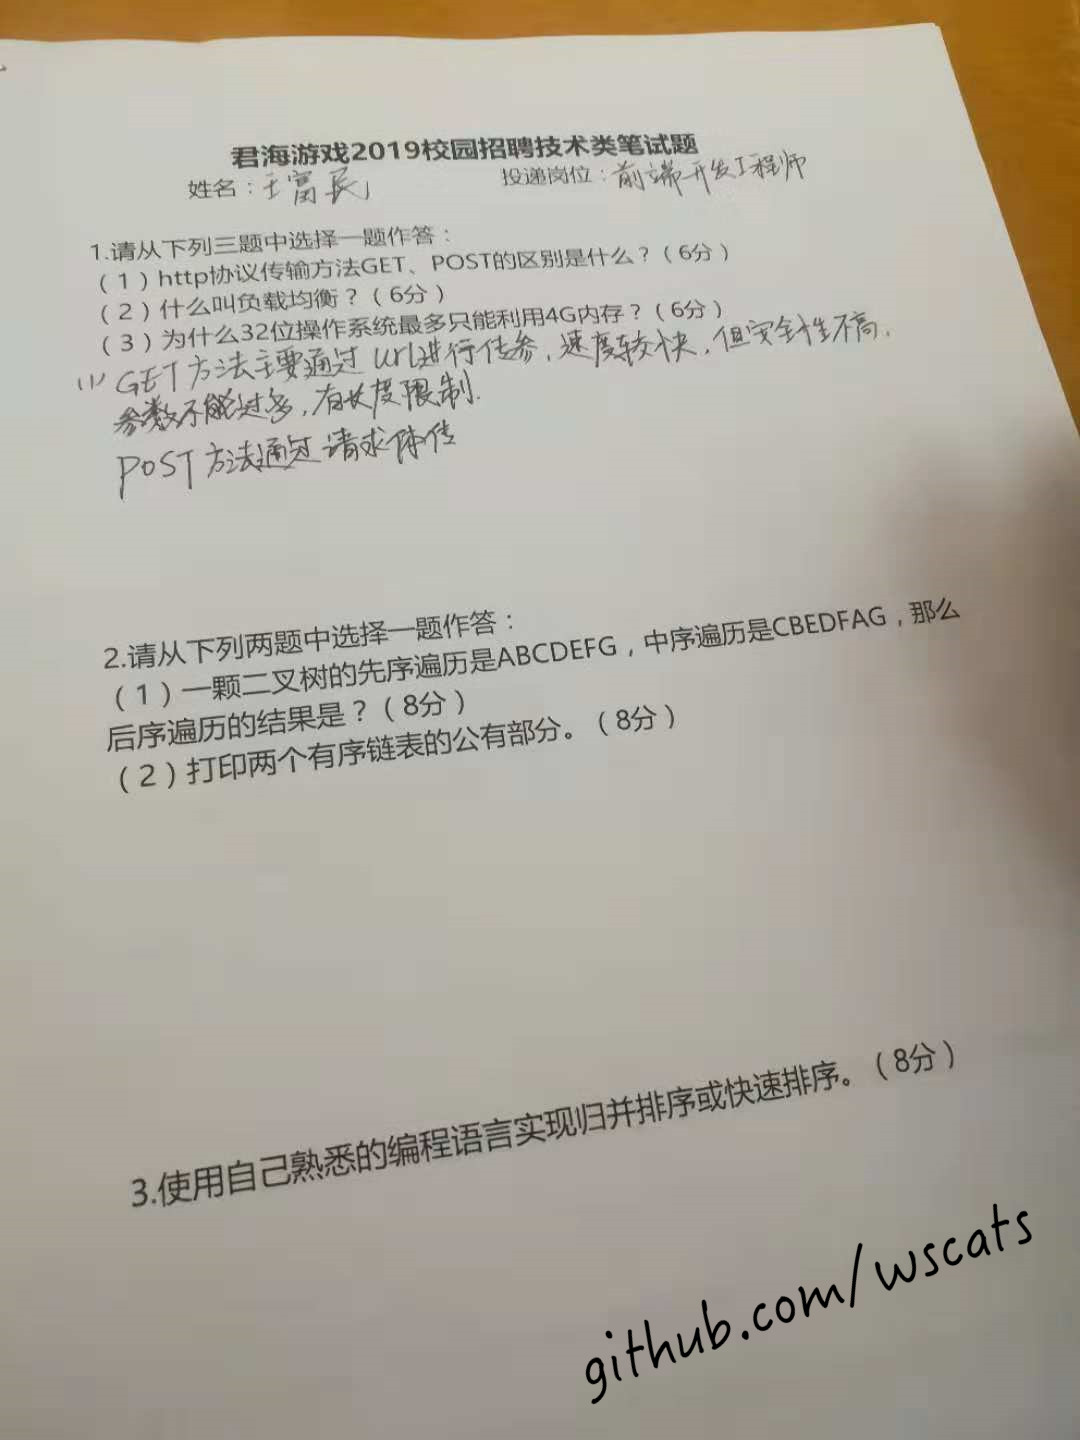 君海游戏2019校园招聘技术类笔试题
姓名：王富民 投递岗位：前端开发工程师
1.请从下列三题中选择一题作答：
（1）http协议传输方法GET、POST的区别是什么？（6分）
（2）什么叫负载均衡？（6分）
（3）为什么32位操作系统最多只能利用4G内存？（6分）
(1) GET方法主要通过url进行传参，速度较快，但安全性不高，
参数不能过多，有长度限制.
POST方法通过请求体传
2.请从下列两题中选择一题作答：
（1）一颗二叉树的先序遍历是ABCDEFG，中序遍历是CBEDFAG，那么
后序遍历的结果是？（8分）
（2）打印两个有序链表的公有部分。（8分）
3.使用自己熟悉的编程语言实现归并排序或快速排序。（8分）
github.com/wscats